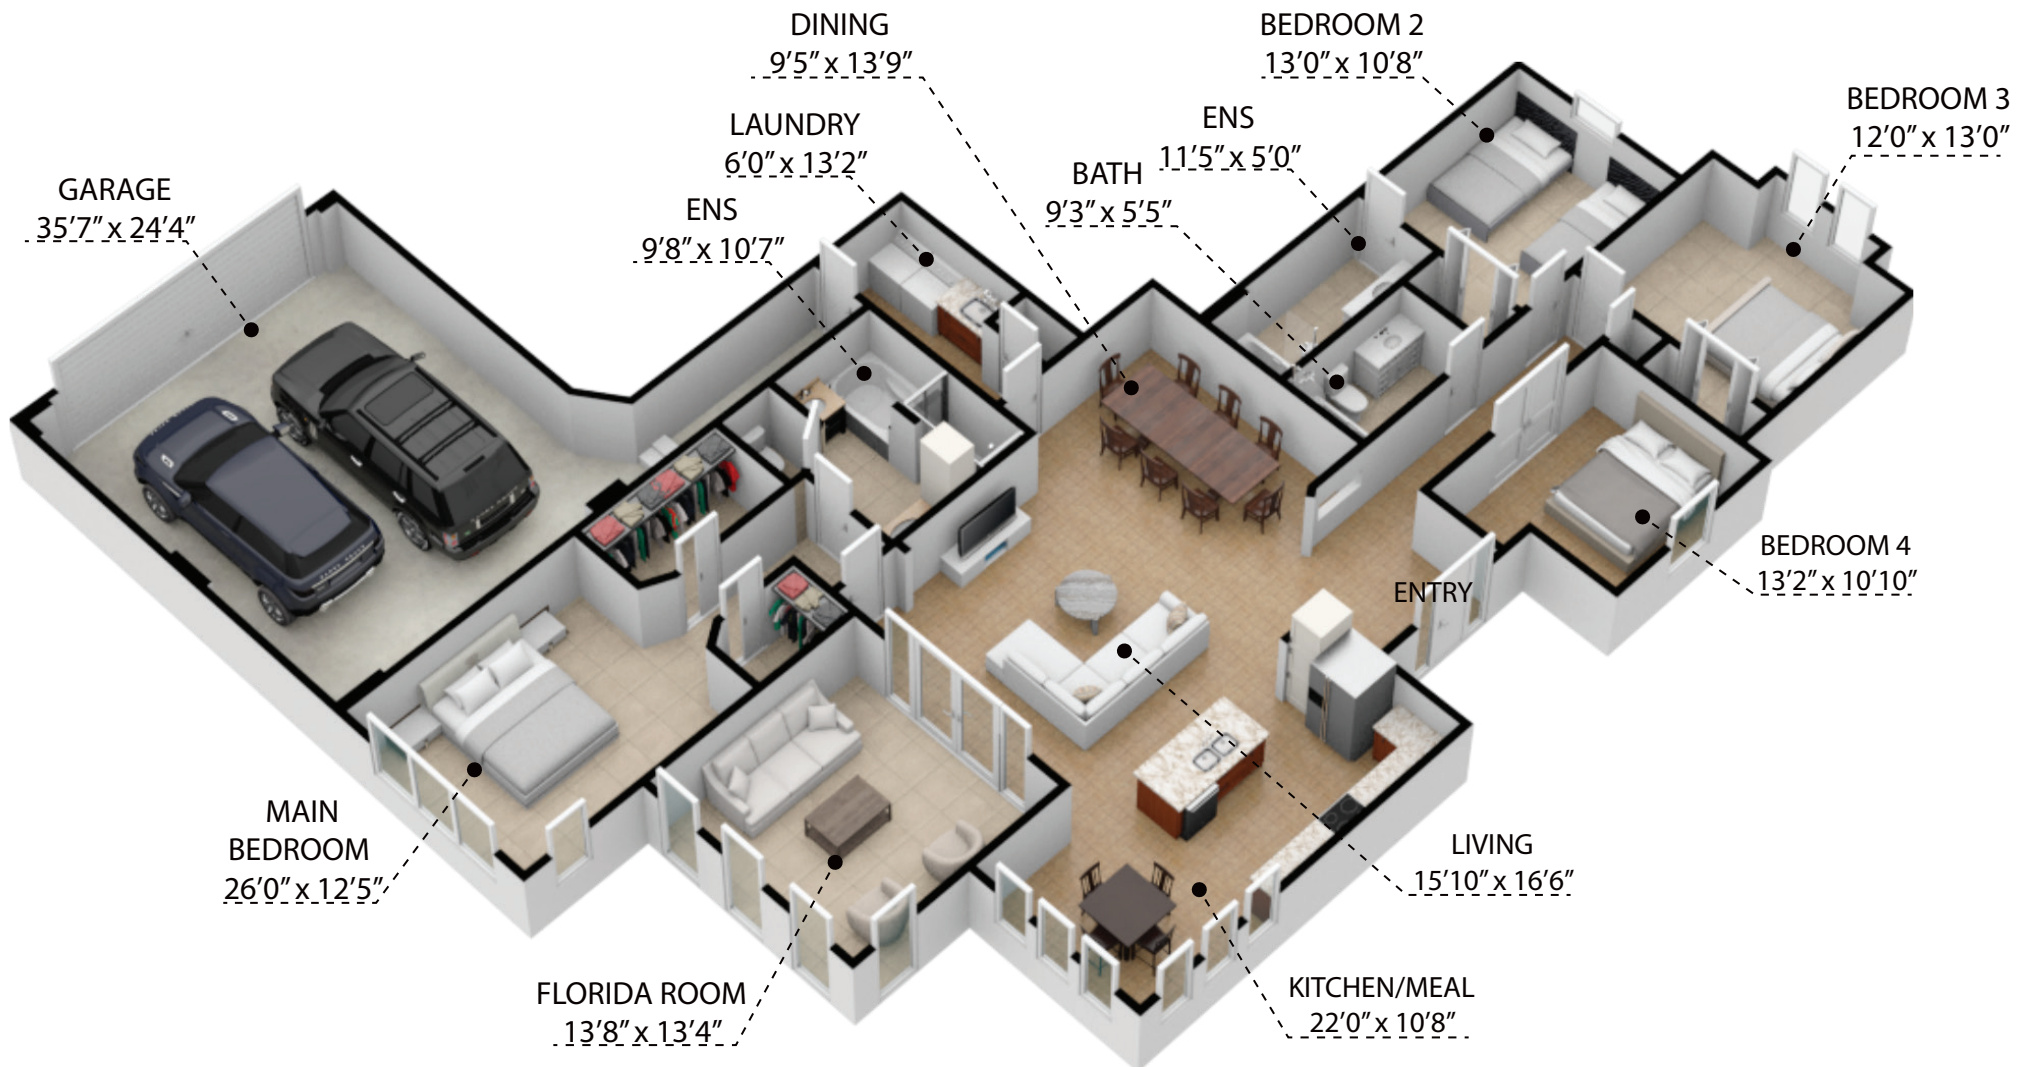 DINING
9'5" x 13'9"
BEDROOM 2
13'0" x 10'8"
BEDROOM 3
12'0" x 13'0"
ENS
11'5" x 5'0"
LAUNDRY
6'0" x 13'2"
BATH
9'3" x 5'5"
GARAGE
35'7" x 24'4"
ENS
9'8" x 10'7"
BEDROOM 4
13'2" x 10'10"
ENTRY
MAIN
BEDROOM
26'0" x 12'5"
LIVING
15'10" x 16'6"
FLORIDA ROOM
13'8" x 13'4"
KITCHEN/MEAL
22'0" x 10'8"